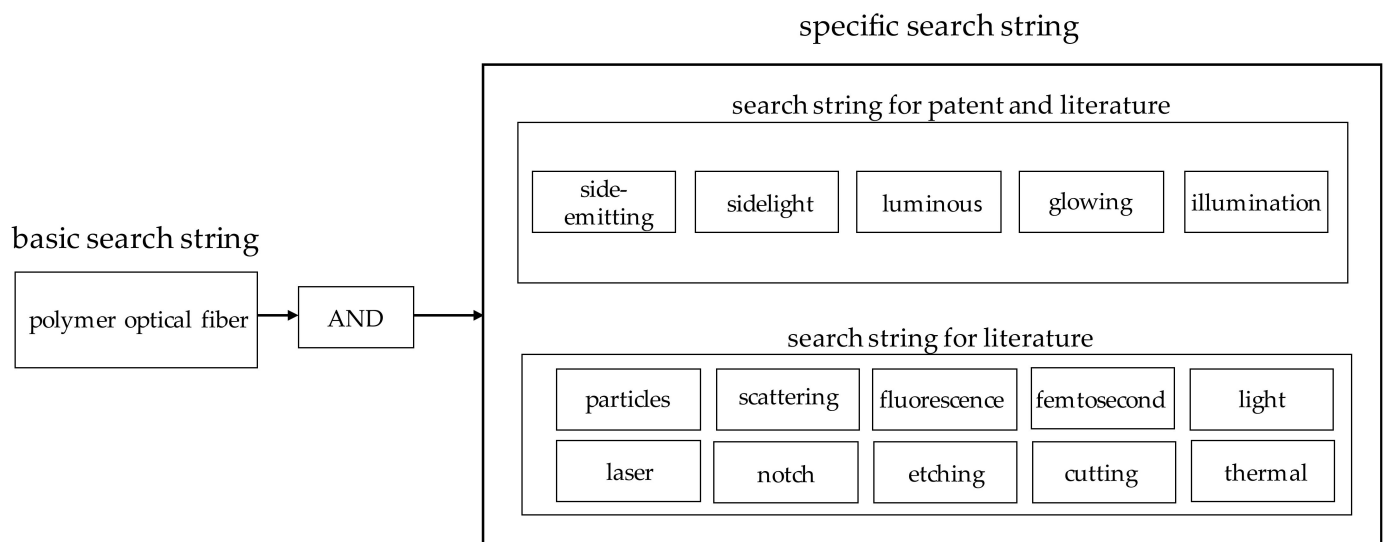 specific search string
search string for patent and literature
side-
emitting
sidelight
luminous
glowing
illumination
basic search string
polymer optical fiber
AND
search string for literature
particles
scattering
fluorescence
femtosecond
light
laser
notch
etching
cutting
thermal